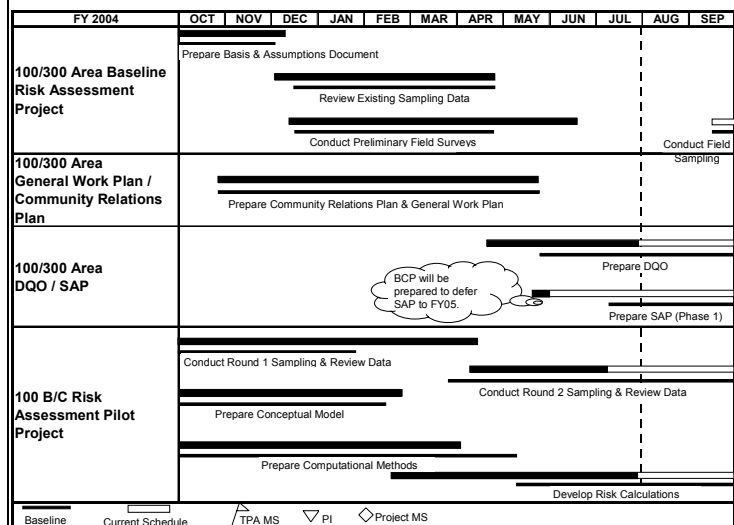 FY 2004 OCT NOV DEC JAN FEB MAR APR MAY JUN JUL AUG SEP
Prepare Basis & Assumptions Document
100/300 Area Baseline
Risk Assessment
Project
Review Existing Sampling Data
Conduct Preliminary Field Surveys
Conduct Field
Sampling
100/300 Area
General Work Plan /
Community Relations
Plan
Prepare Community Relations Plan & General Work Plan
100/300 Area
DQO / SAP
Prepare DQO
BCP will be
prepared to defer
SAP to FY05.
Prepare SAP (Phase 1)
100 B/C Risk
Assessment Pilot
Project
Conduct Round 1 Sampling & Review Data
Conduct Round 2 Sampling & Review Data
Prepare Conceptual Model
Prepare Computational Methods
Develop Risk Calculations
Baseline Current Schedule TPA MS PI Project MS